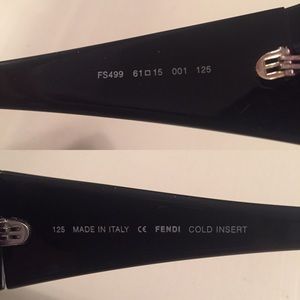 FS499 61□15 001 125
125 MADE IN ITALY CE FENDI COLD INSERT